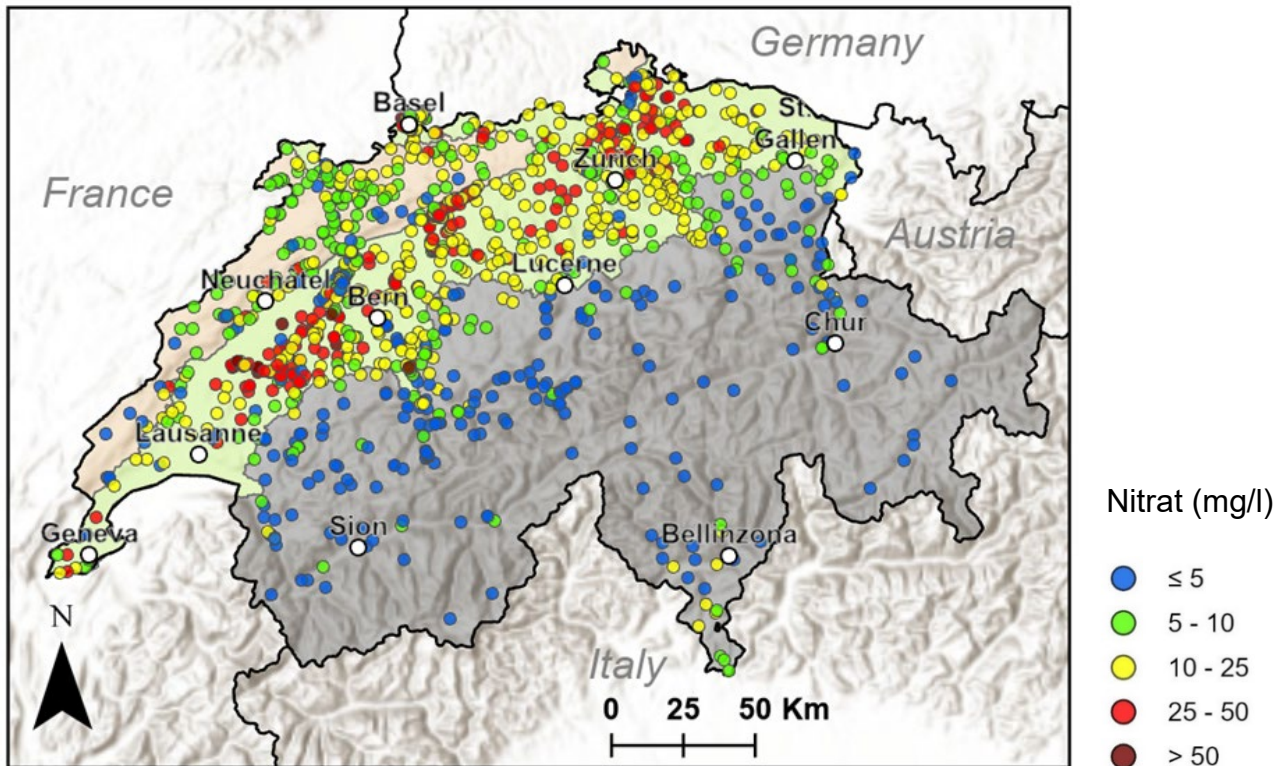 Germany
Basel
St.
Gallen
Zurich
France
Austria
Lucerne
Neuchâtel
Bern
Chur
Lausanne
Nitrat (mg/l)
Geneva
Sion
Bellinzona
≤ 5
N
5 - 10
Italy
10 - 25
0 25 50 Km
25 - 50
> 50